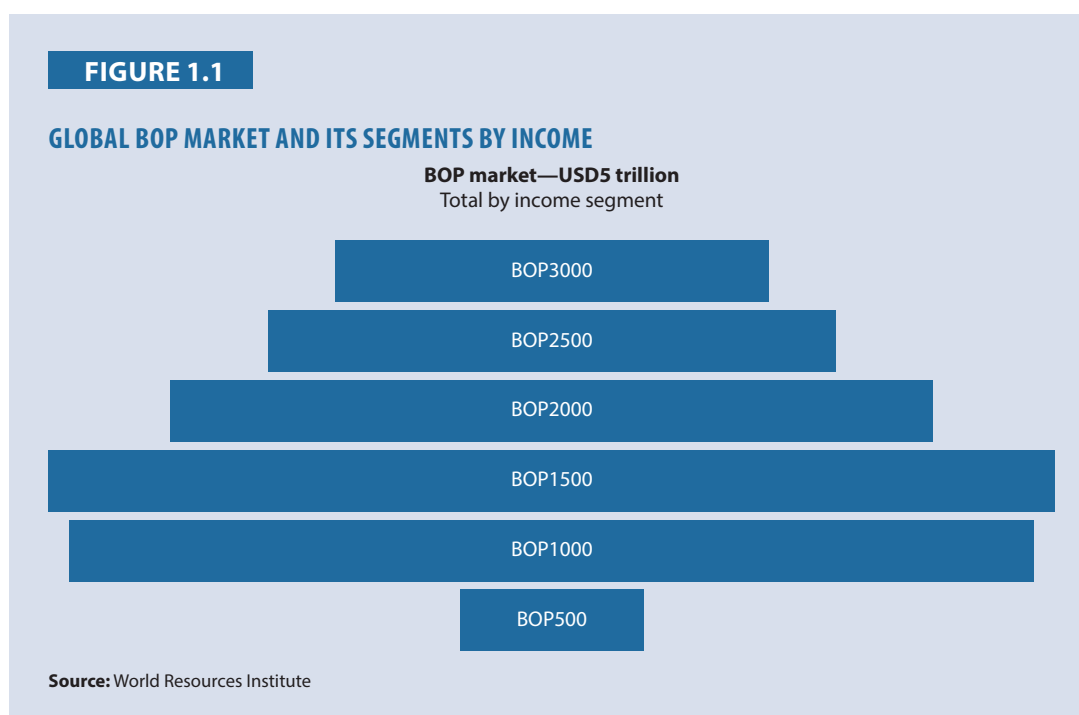 FIGURE 1.1
GLOBAL BOP MARKET AND ITS SEGMENTS BY INCOME
BOP market—USD5 trillion
Total by income segment
BOP3000
BOP2500
BOP2000
BOP1500
BOP1000
BOP500
Source: World Resources Institute